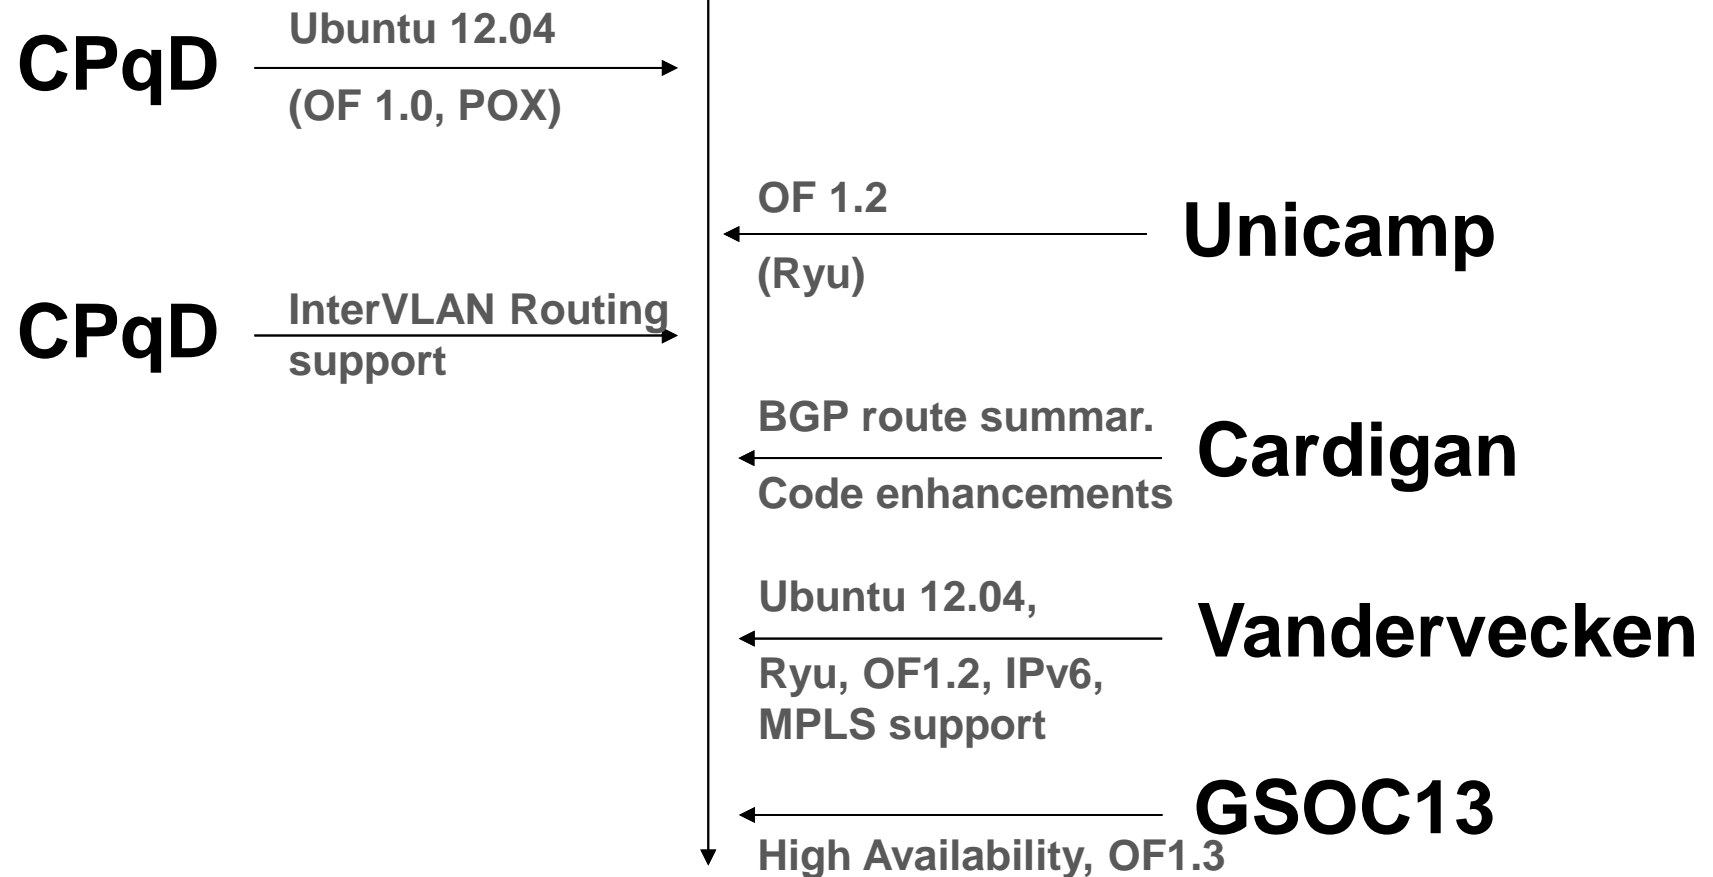 CPqD
Ubuntu 12.04
(OF 1.0, POX)
OF 1.2
(Ryu)
Unicamp
CPqD
InterVLAN Routing
support
BGP route summar.
Code enhancements
Cardigan
Ubuntu 12.04,
Ryu, OF1.2, IPv6,
MPLS support
Vandervecken
GSOC13
High Availability, OF1.3